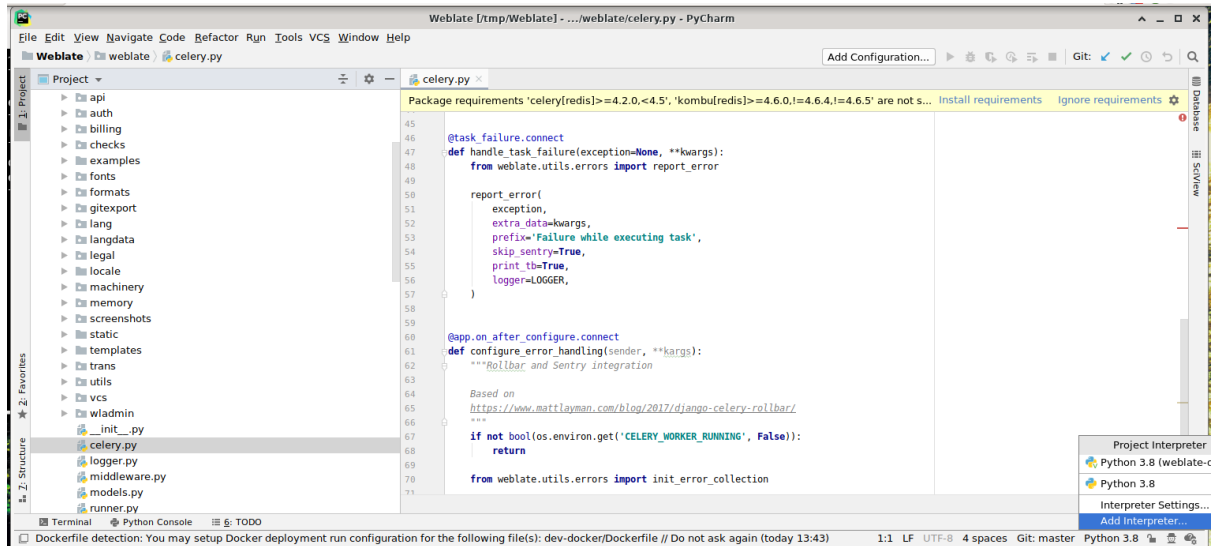 Weblate [/tmp/Weblate] - .../weblate/celery.py - PyCharm
File Edit View Navigate Code Refactor Run Tools VCS Window Help
Weblate weblate celery.py Add Configuration... Git:
1: Project
Project
celery.py ×
Package requirements 'celery[redis]>=4.2.0,<4.5', 'kombu[redis]>=4.6.0,!=4.6.4,!=4.6.5' are not s... Install requirements Ignore requirements
api
auth
billing
checks
examples
fonts
formats
gitexport
lang
langdata
legal
locale
machinery
memory
screenshots
static
templates
trans
utils
vcs
wladmin
__init__.py
celery.py
logger.py
middleware.py
models.py
runner.py
45
46 @task_failure.connect
47 def handle_task_failure(exception=None, **kwargs):
48 from weblate.utils.errors import report_error
49
50 report_error(
51 exception,
52 extra_data=kwargs,
53 prefix='Failure while executing task',
54 skip_sentry=True,
55 print_tb=True,
56 logger=LOGGER,
57 )
58
59
60 @app.on_after_configure.connect
61 def configure_error_handling(sender, **kargs):
62 """Rollbar and Sentry integration
63
64 Based on
65 https://www.mattlayman.com/blog/2017/django-celery-rollbar/
66 """
67 if not bool(os.environ.get('CELERY_WORKER_RUNNING', False)):
68 return
69
70 from weblate.utils.errors import init_error_collection
71
Database
SciView
2: Favorites
7: Structure
Project Interpreter
Python 3.8 (weblate-d
Python 3.8
Interpreter Settings...
Add Interpreter...
Terminal Python Console 6: TODO
Dockerfile detection: You may setup Docker deployment run configuration for the following file(s): dev-docker/Dockerfile // Do not ask again (today 13:43) 1:1 LF UTF-8 4 spaces Git: master Python 3.8